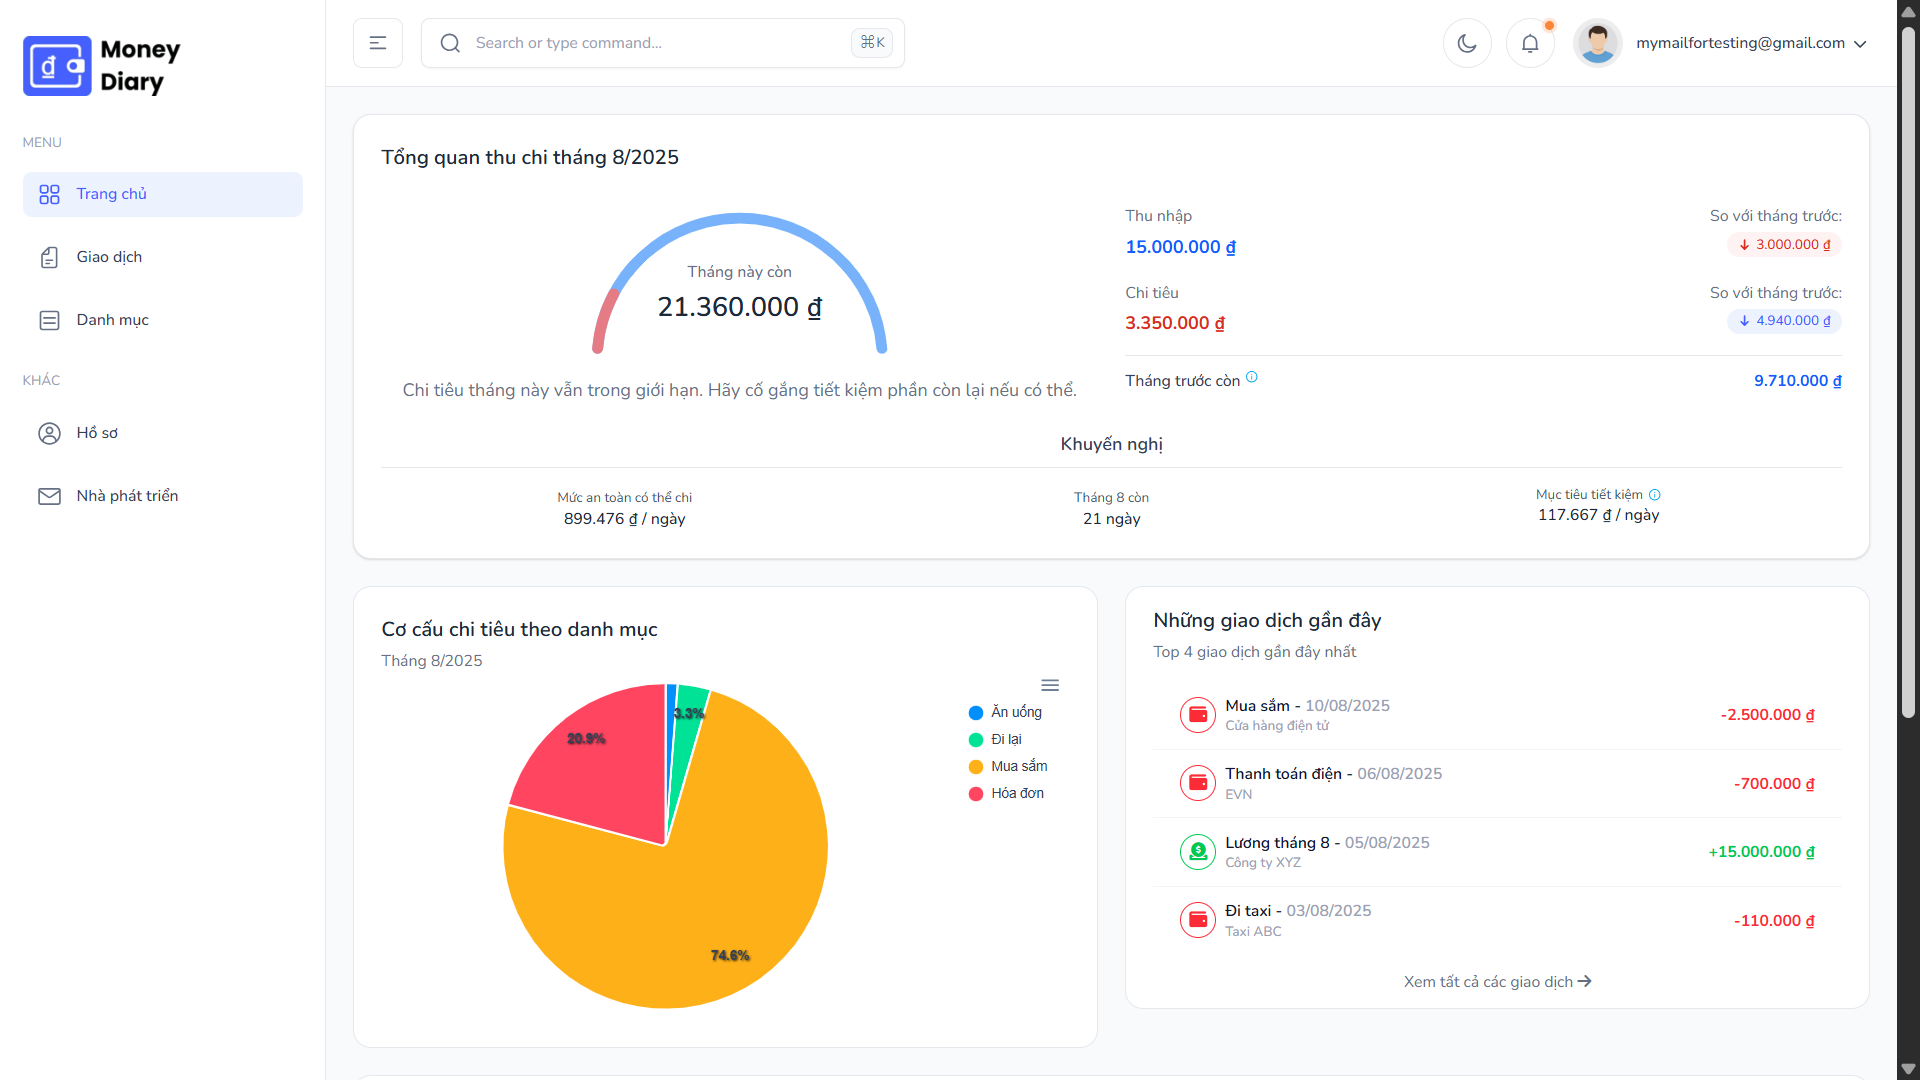 Money
Diary
MENU
Trang chủ
Giao dịch
Danh mục
KHÁC
Hồ sơ
Nhà phát triển
Search or type command...
⌘K
mymailfortesting@gmail.com
Tổng quan thu chi tháng 8/2025
Tháng này còn
21.360.000 ₫
Chi tiêu tháng này vẫn trong giới hạn. Hãy cố gắng tiết kiệm phần còn lại nếu có thể.
Thu nhập
So với tháng trước:
15.000.000 ₫
↓ 3.000.000 ₫
Chi tiêu
So với tháng trước:
3.350.000 ₫
↓ 4.940.000 ₫
Tháng trước còn
9.710.000 ₫
Khuyến nghị
Mức an toàn có thể chi
899.476 ₫ / ngày
Tháng 8 còn
21 ngày
Mục tiêu tiết kiệm
117.667 ₫ / ngày
Cơ cấu chi tiêu theo danh mục
Tháng 8/2025
3.3%
20.9%
74.6%
Ăn uống
Đi lại
Mua sắm
Hóa đơn
Những giao dịch gần đây
Top 4 giao dịch gần đây nhất
Mua sắm - 10/08/2025
Cửa hàng điện tử
-2.500.000 ₫
Thanh toán điện - 06/08/2025
EVN
-700.000 ₫
Lương tháng 8 - 05/08/2025
Công ty XYZ
+15.000.000 ₫
Đi taxi - 03/08/2025
Taxi ABC
-110.000 ₫
Xem tất cả các giao dịch →